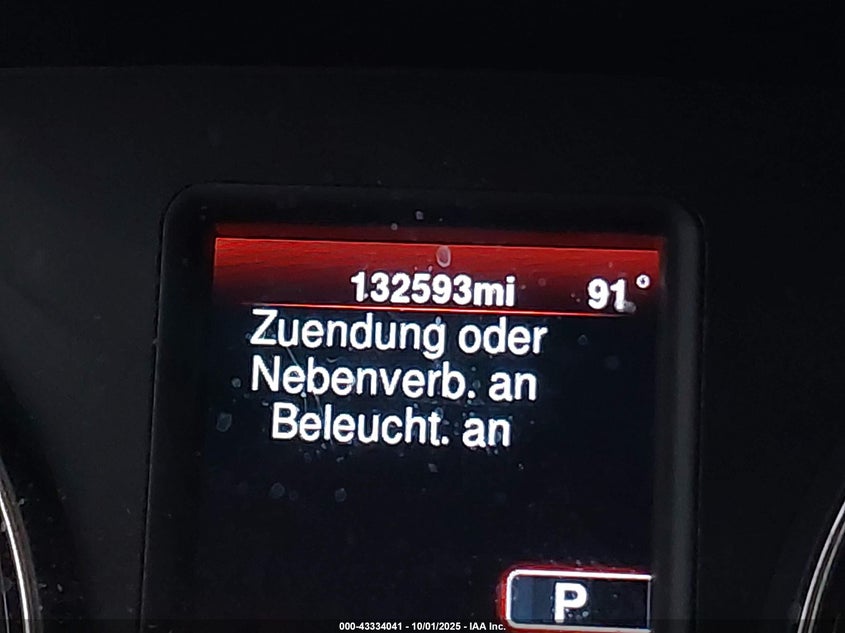 132593mi 91°
Zuendung oder
Nebenverb. an
Beleucht. an
P
000-43334041 - 10/01/2025 - IAA Inc.